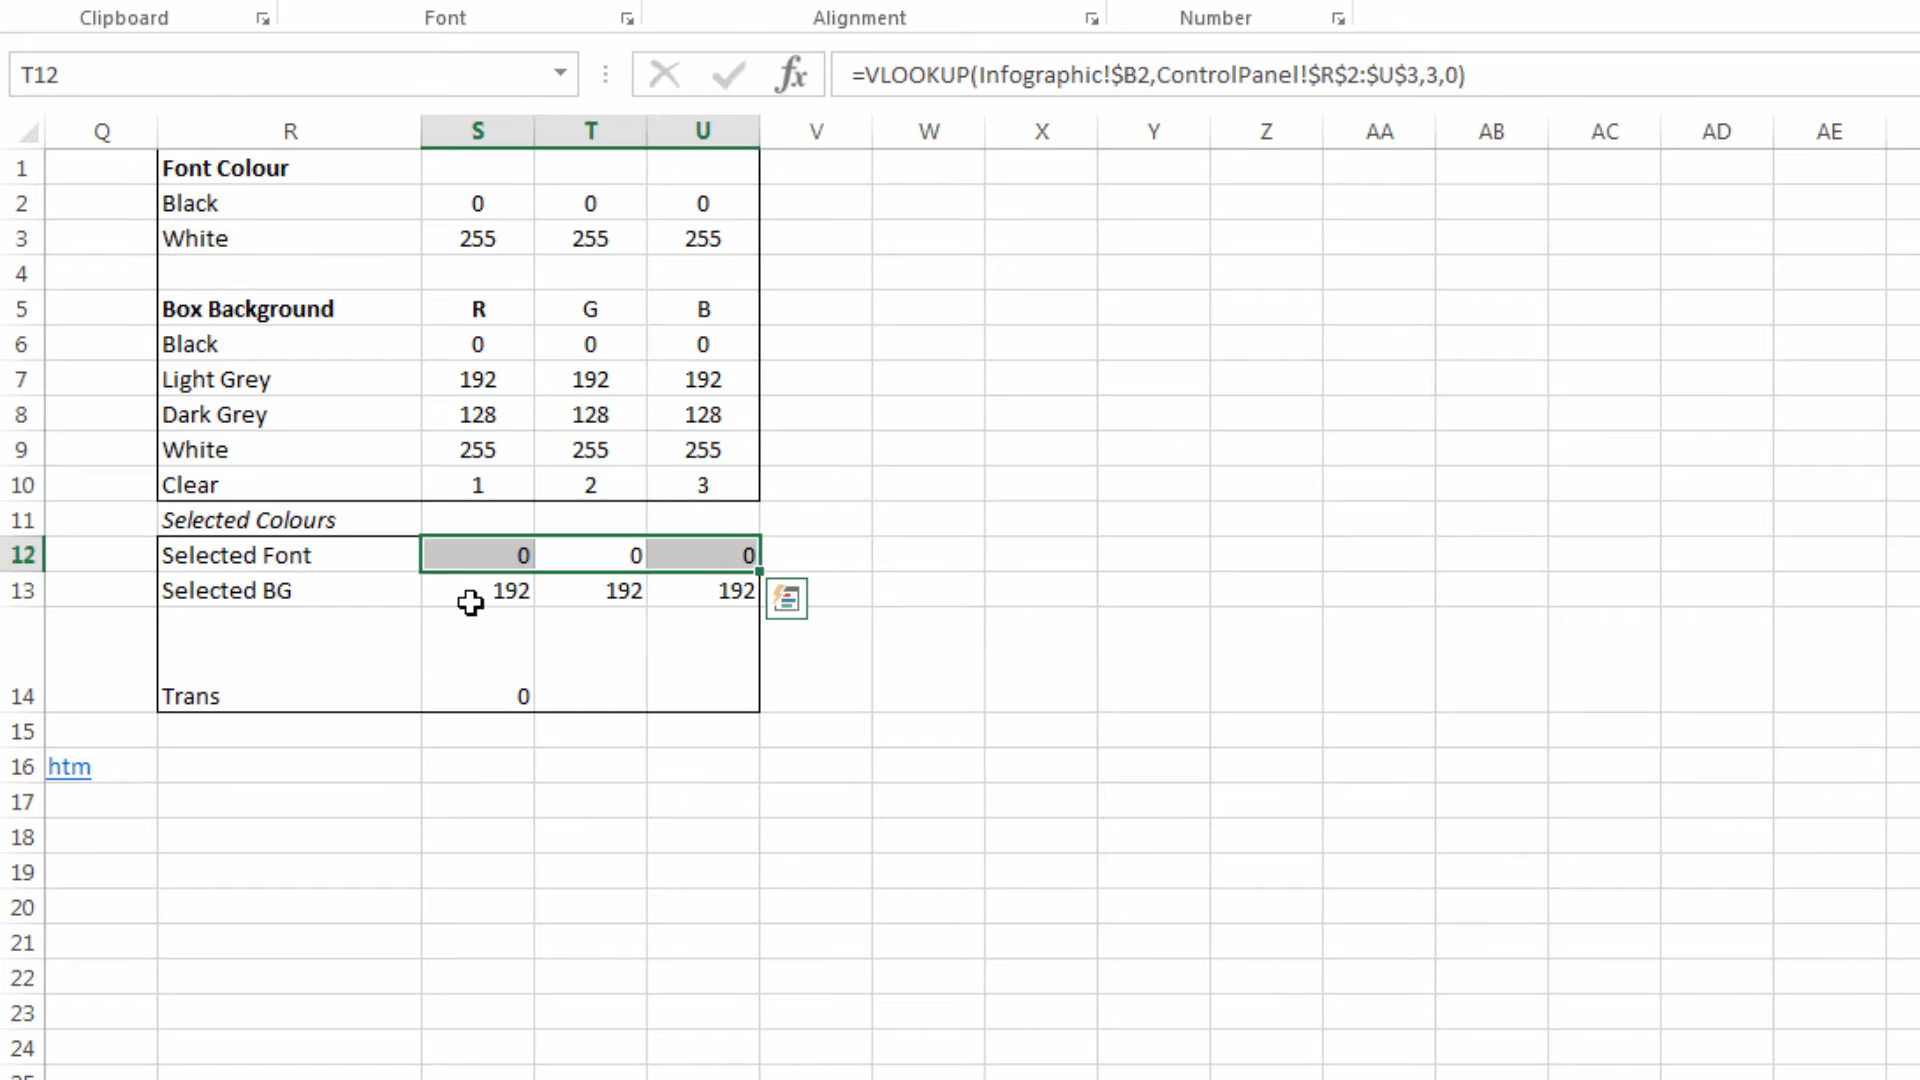 Clipboard Font Alignment Number
T12 fx =VLOOKUP(Infographic!$B2,ControlPanel!$R$2:$U$3,3,0)
Q R S T U V W X Y Z AA AB AC AD AE
1 Font Colour
2 Black 0 0 0
3 White 255 255 255
4
5 Box Background R G B
6 Black 0 0 0
7 Light Grey 192 192 192
8 Dark Grey 128 128 128
9 White 255 255 255
10 Clear 1 2 3
11 Selected Colours
12 Selected Font 0 0 0
13 Selected BG 192 192 192
14 Trans 0
15
16 htm
17
18
19
20
21
22
23
24